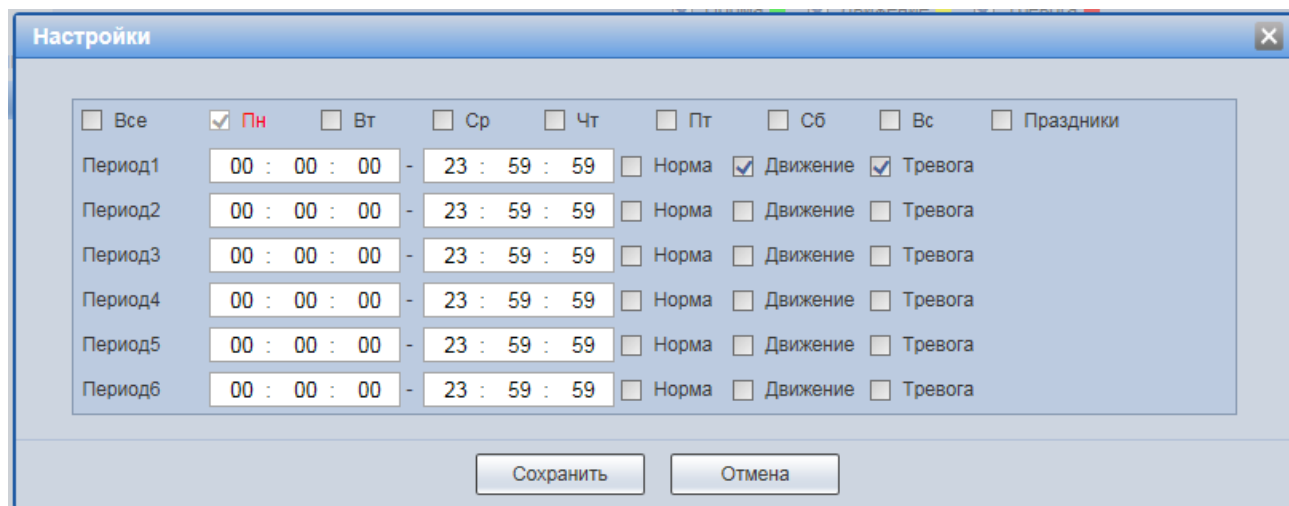 Настройки
Все Пн Вт Ср Чт Пт Сб Вс Праздники
Период1 00 : 00 : 00 - 23 : 59 : 59 Норма Движение Тревога
Период2 00 : 00 : 00 - 23 : 59 : 59 Норма Движение Тревога
Период3 00 : 00 : 00 - 23 : 59 : 59 Норма Движение Тревога
Период4 00 : 00 : 00 - 23 : 59 : 59 Норма Движение Тревога
Период5 00 : 00 : 00 - 23 : 59 : 59 Норма Движение Тревога
Период6 00 : 00 : 00 - 23 : 59 : 59 Норма Движение Тревога
Сохранить Отмена